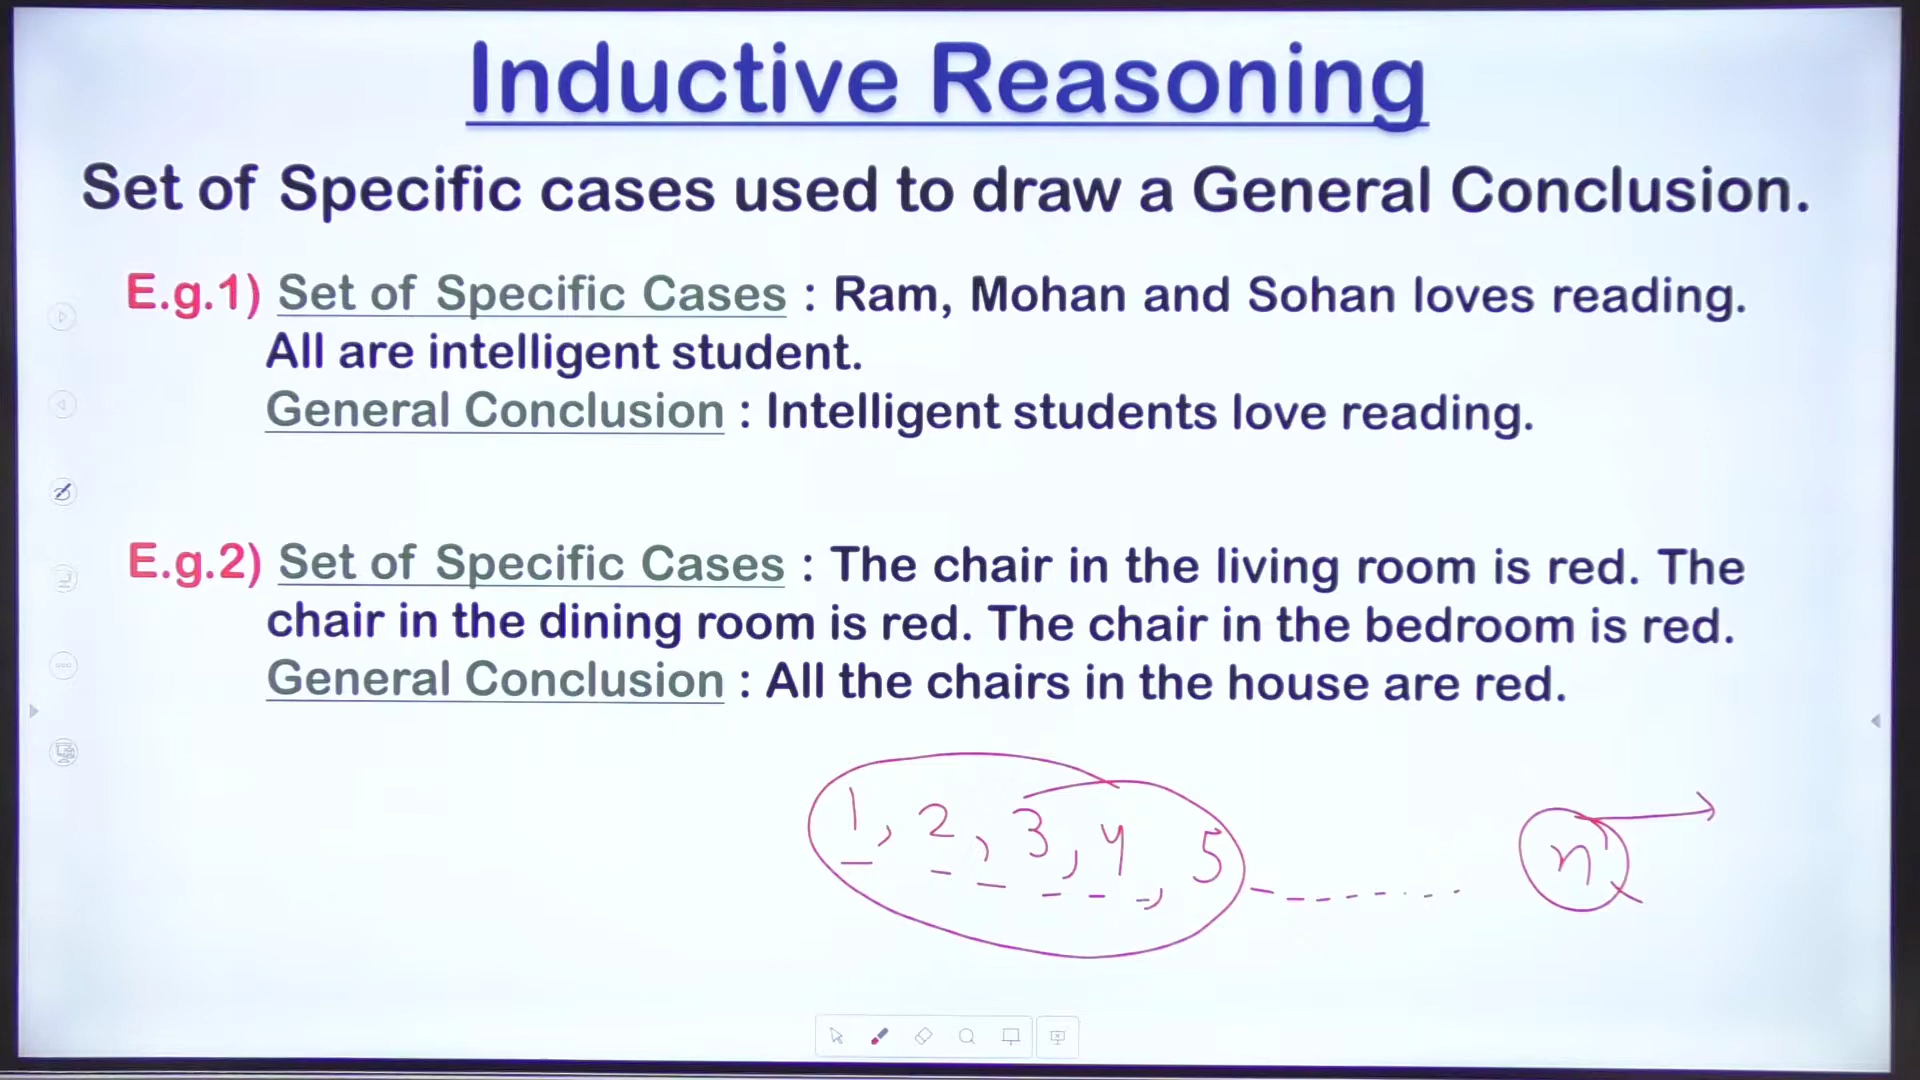 Inductive Reasoning
Set of Specific cases used to draw a General Conclusion.
E.g.1) Set of Specific Cases : Ram, Mohan and Sohan loves reading.
All are intelligent student.
General Conclusion : Intelligent students love reading.
E.g.2) Set of Specific Cases : The chair in the living room is red. The
chair in the dining room is red. The chair in the bedroom is red.
General Conclusion : All the chairs in the house are red.
1, 2, 3, 4, 5 - - - - - - - - n